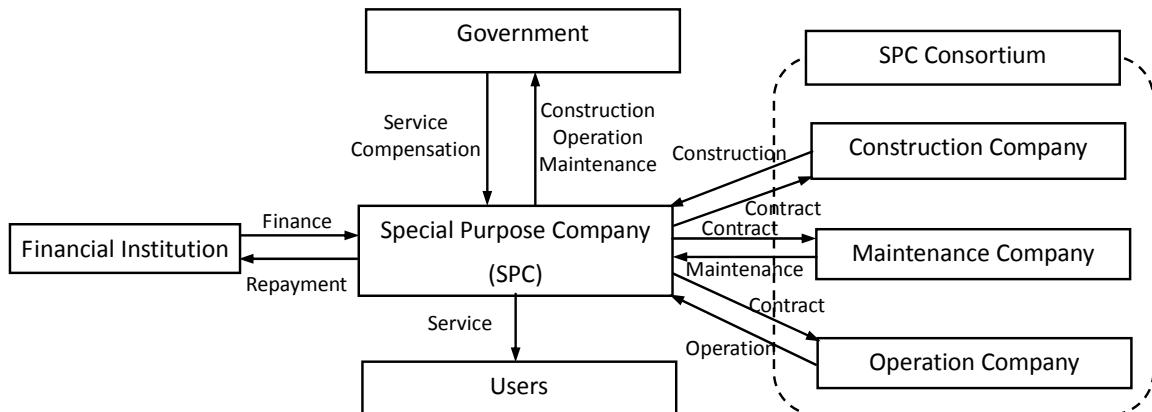 Government
SPC Consortium
Service
Compensation
Construction
Operation
Maintenance
Construction
Construction Company
Contract
Finance
Financial Institution
Repayment
Special Purpose Company
(SPC)
Contract
Maintenance
Maintenance Company
Contract
Operation
Operation Company
Service
Users